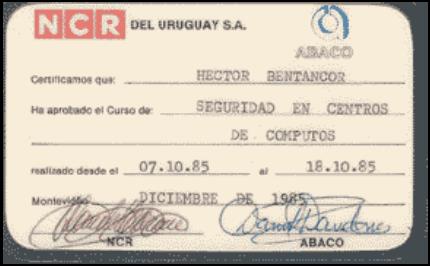 NCR DEL URUGUAY S.A.
ABACO
Certificamos que: HECTOR BENTANCOR
Ha aprobado el Curso de: SEGURIDAD EN CENTROS
DE COMPUTOS
realizado desde el 07.10.85 al 18.10.85
Montevideo, DICIEMBRE DE 1985
NCR ABACO